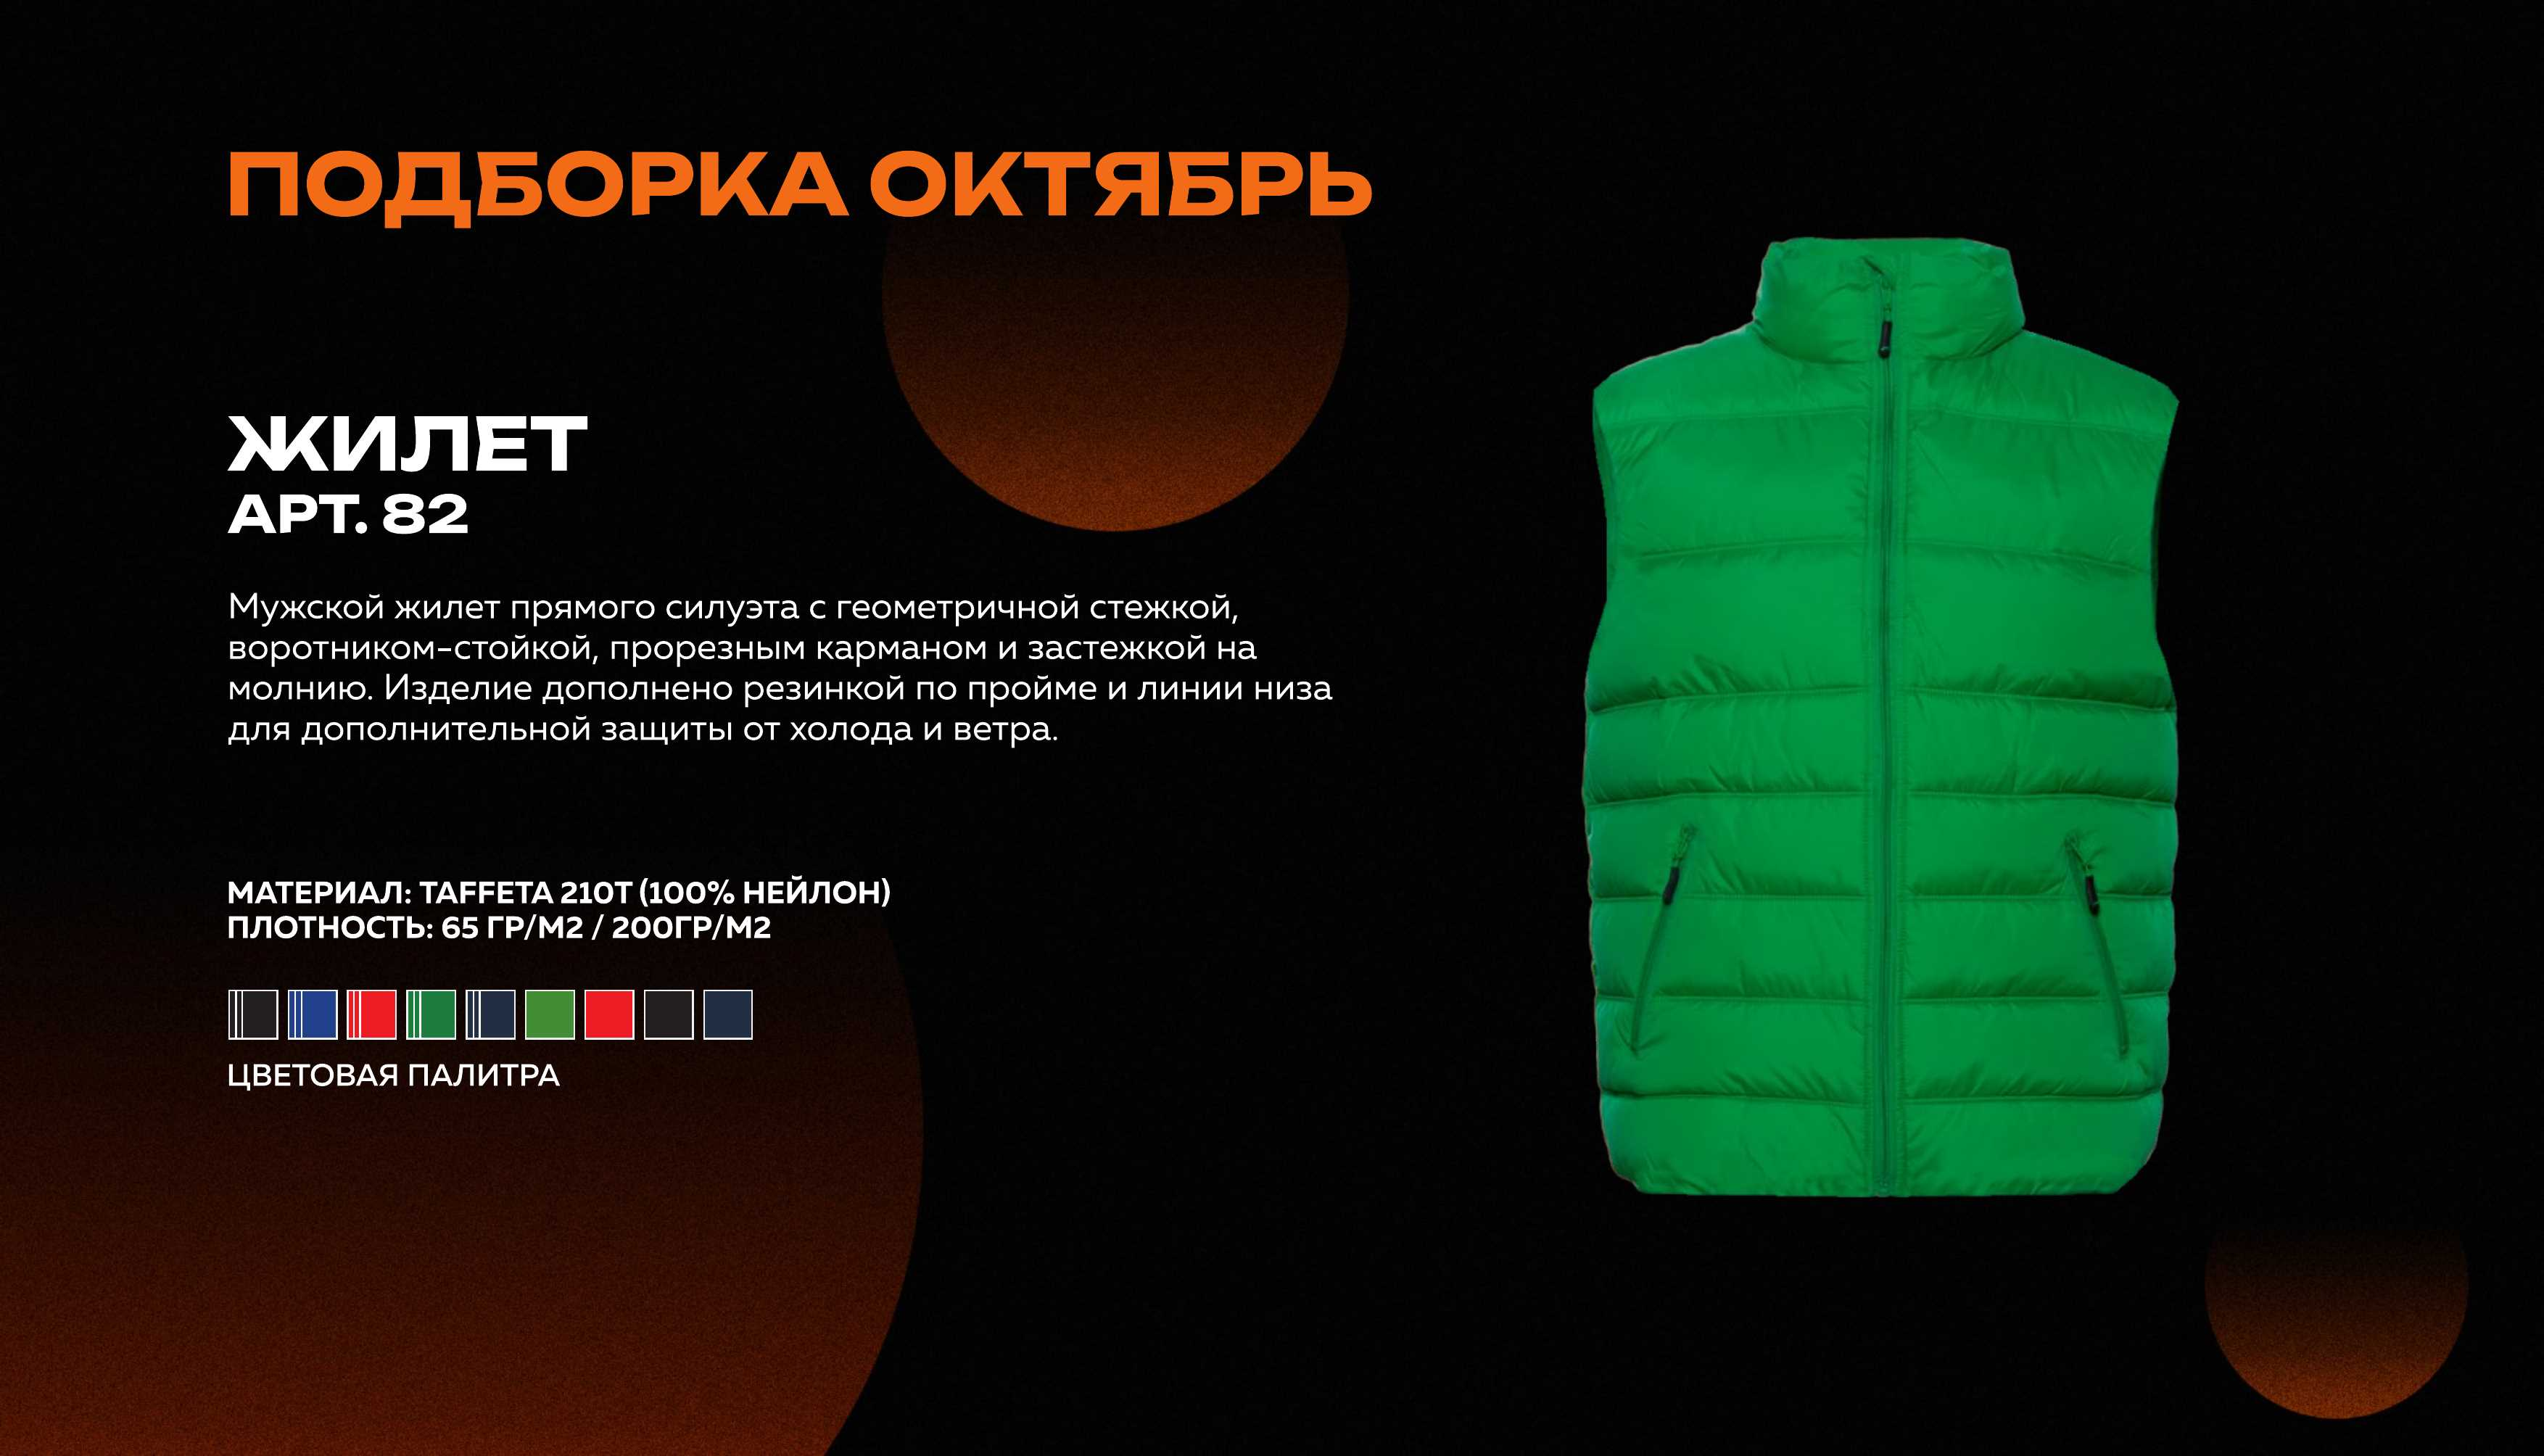 ПОДБОРКА ОКТЯБРЬ
ЖИЛЕТ
АРТ. 82
Мужской жилет прямого силуэта с геометричной стежкой,
воротником-стойкой, прорезным карманом и застежкой на
молнию. Изделие дополнено резинкой по пройме и линии низа
для дополнительной защиты от холода и ветра.
МАТЕРИАЛ: TAFFETA 210T (100% НЕЙЛОН)
ПЛОТНОСТЬ: 65 ГР/М2 / 200ГР/М2
ЦВЕТОВАЯ ПАЛИТРА